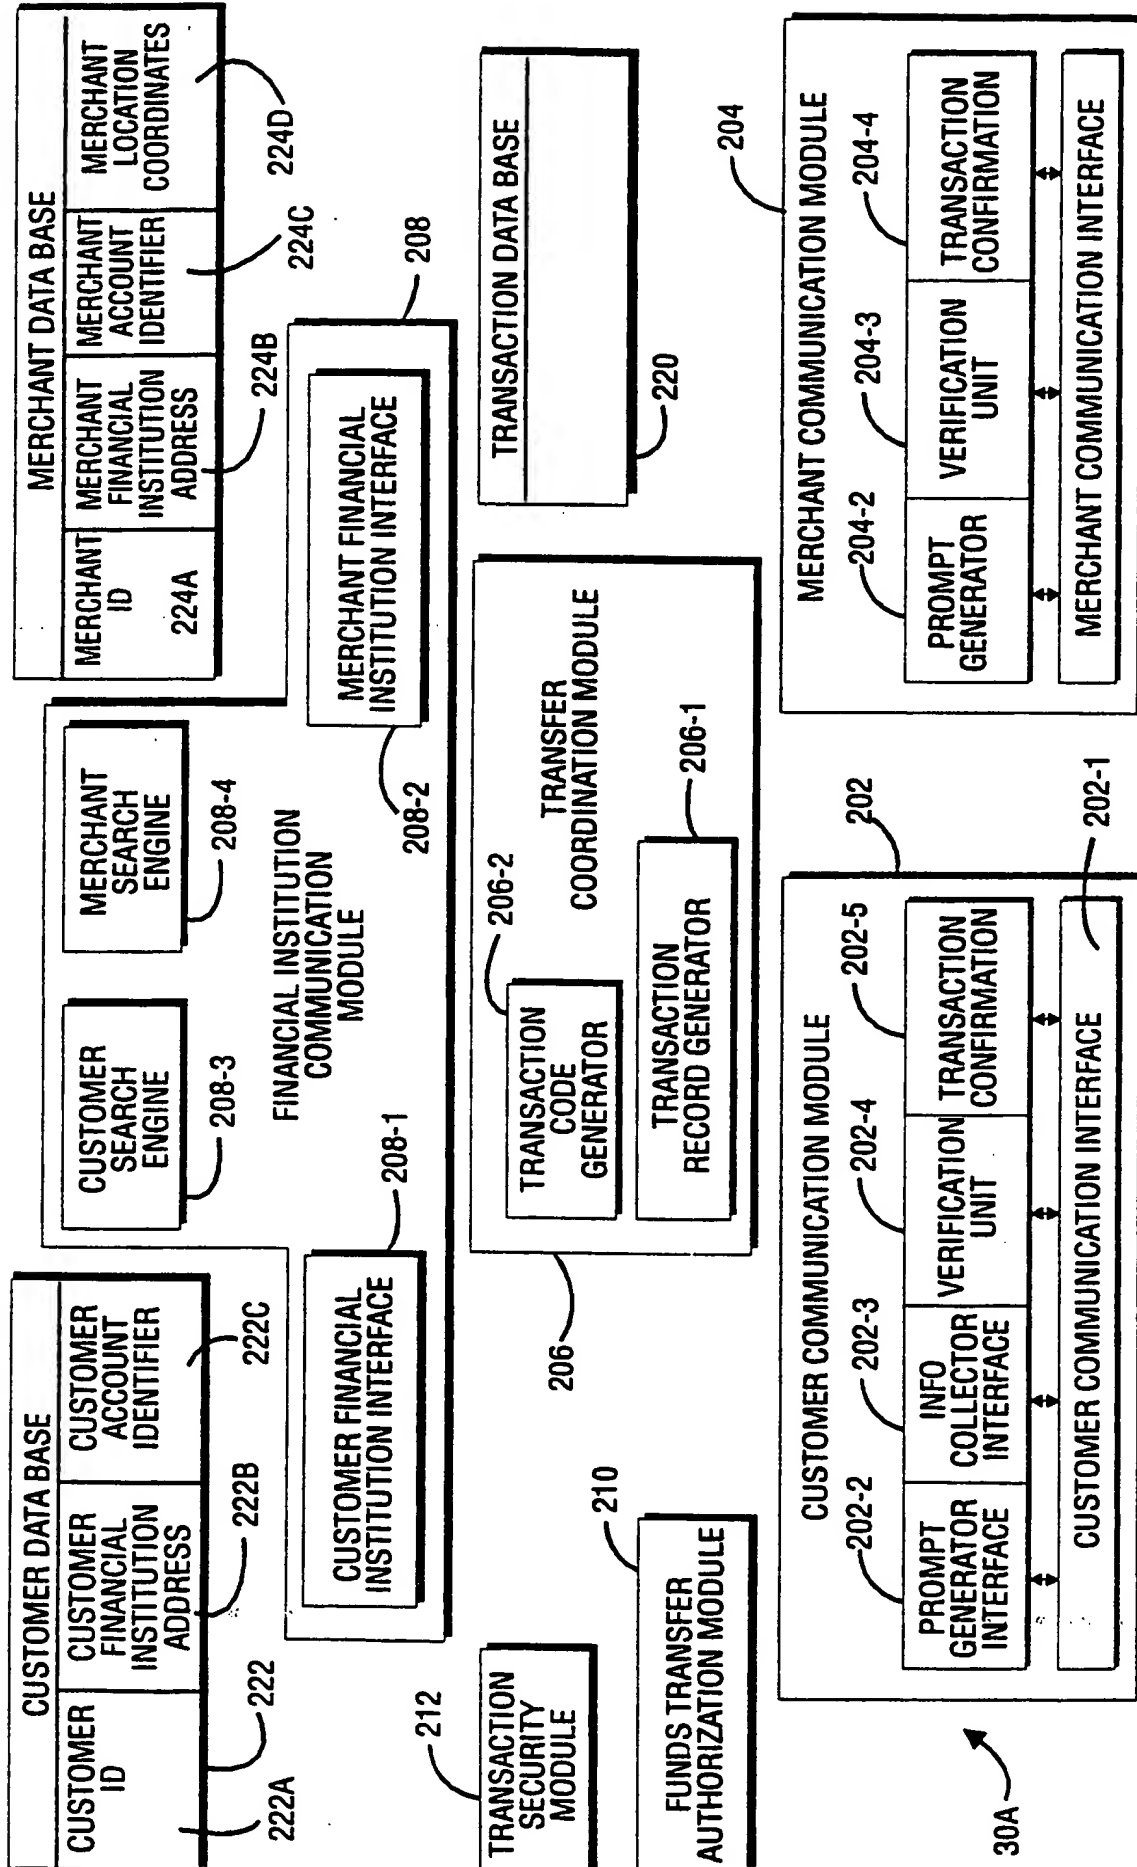 CUSTOMER DATA BASE
CUSTOMER
ID
222A
CUSTOMER
FINANCIAL
INSTITUTION
ADDRESS
CUSTOMER
ACCOUNT
IDENTIFIER
222
222B
222C
MERCHANT DATA BASE
MERCHANT
ID
224A
MERCHANT
FINANCIAL
INSTITUTION
ADDRESS
MERCHANT
ACCOUNT
IDENTIFIER
MERCHANT
LOCATION
COORDINATES
224B
224C
224D
CUSTOMER
SEARCH
ENGINE
208-3
MERCHANT
SEARCH
ENGINE
208-4
FINANCIAL INSTITUTION
COMMUNICATION
MODULE
CUSTOMER FINANCIAL
INSTITUTION INTERFACE
208-1
MERCHANT FINANCIAL
INSTITUTION INTERFACE
208-2
208
212
TRANSACTION
SECURITY
MODULE
206-2
TRANSACTION
CODE
GENERATOR
TRANSFER
COORDINATION MODULE
TRANSACTION
RECORD GENERATOR
206-1
206
TRANSACTION DATA BASE
220
210
FUNDS TRANSFER
AUTHORIZATION MODULE
CUSTOMER COMMUNICATION MODULE
202
202-2
202-3
202-4
202-5
PROMPT
GENERATOR
INTERFACE
INFO
COLLECTOR
INTERFACE
VERIFICATION
UNIT
TRANSACTION
CONFIRMATION
CUSTOMER COMMUNICATION INTERFACE
202-1
MERCHANT COMMUNICATION MODULE
204
204-2
204-3
204-4
PROMPT
GENERATOR
VERIFICATION
UNIT
TRANSACTION
CONFIRMATION
MERCHANT COMMUNICATION INTERFACE
30A